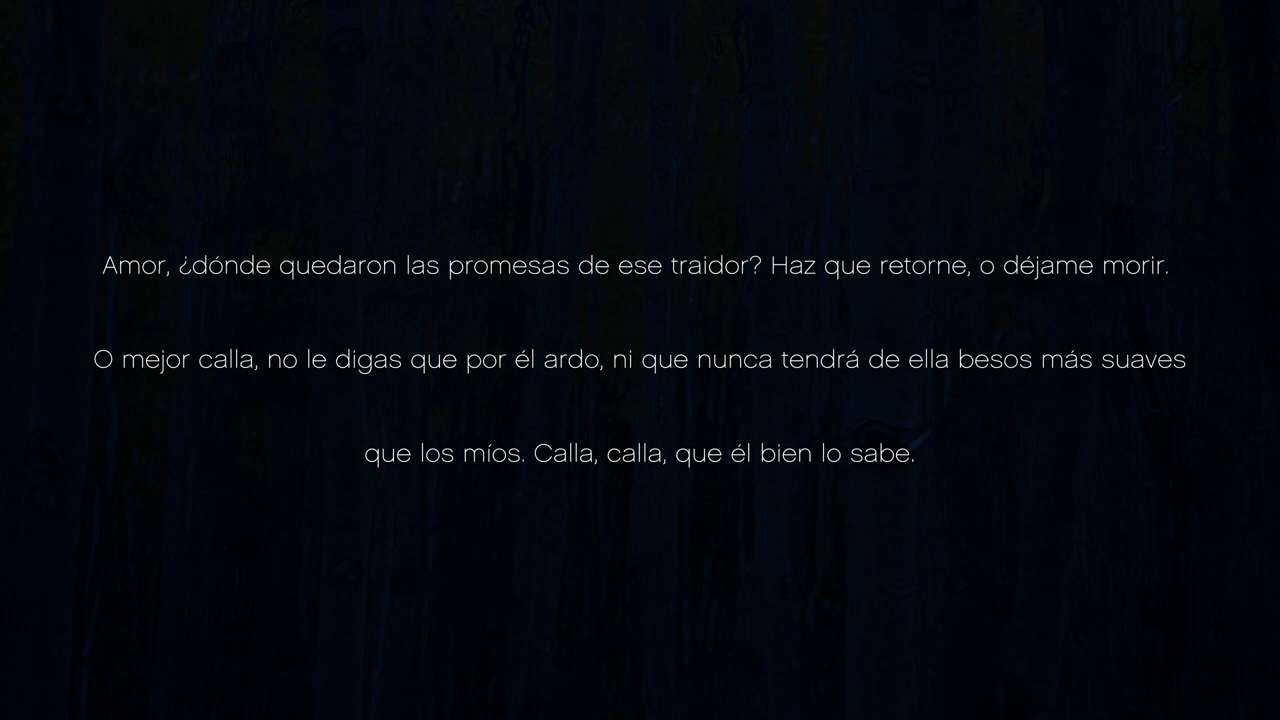 Amor, ¿dónde quedaron las promesas de ese traidor? Haz que retorne, o déjame morir.
O mejor calla, no le digas que por él ardo, ni que nunca tendrá de ella besos más suaves
que los míos. Calla, calla, que él bien lo sabe.